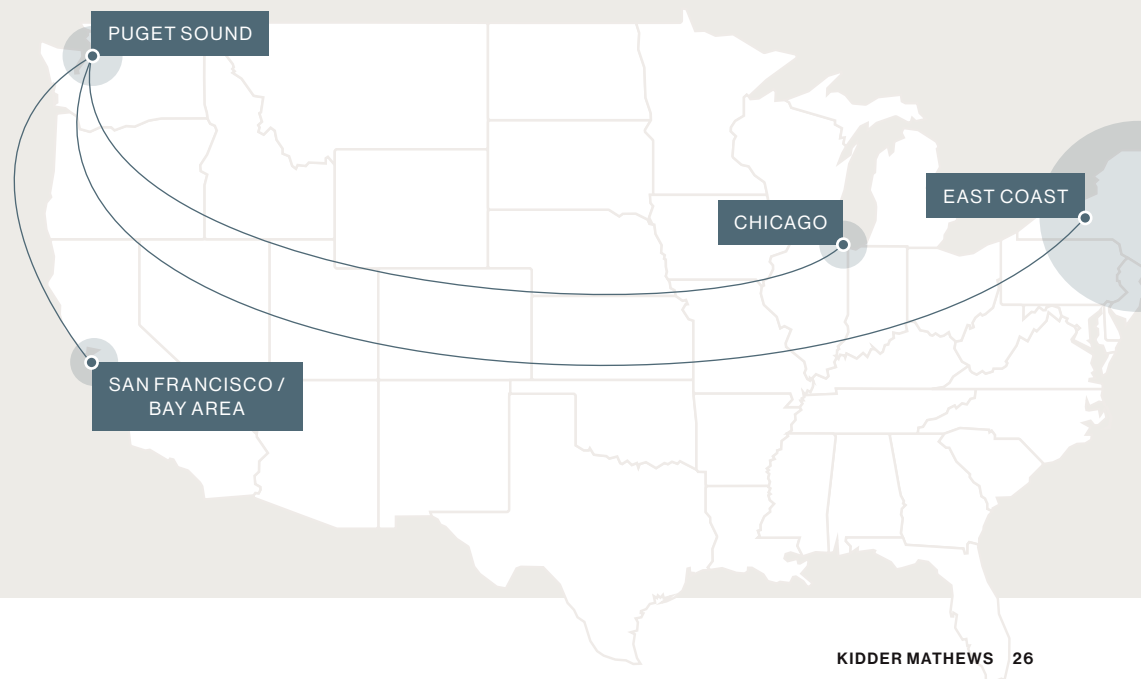 PUGET SOUND
EAST COAST
CHICAGO
SAN FRANCISCO /
BAY AREA
KIDDER MATHEWS 26